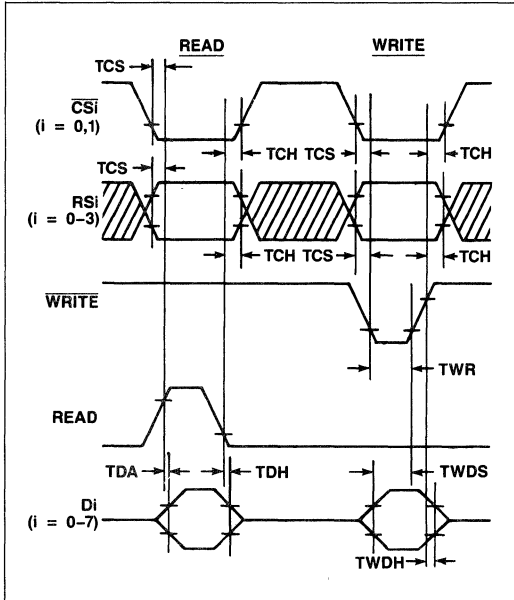 READ WRITE
TCS
CSi
(i = 0,1)
TCH TCS TCH
TCS
RSi
(i = 0–3)
TCH TCS TCH
WRITE
TWR
READ
TDA TDH TWDS
Di
(i = 0–7)
TWDH